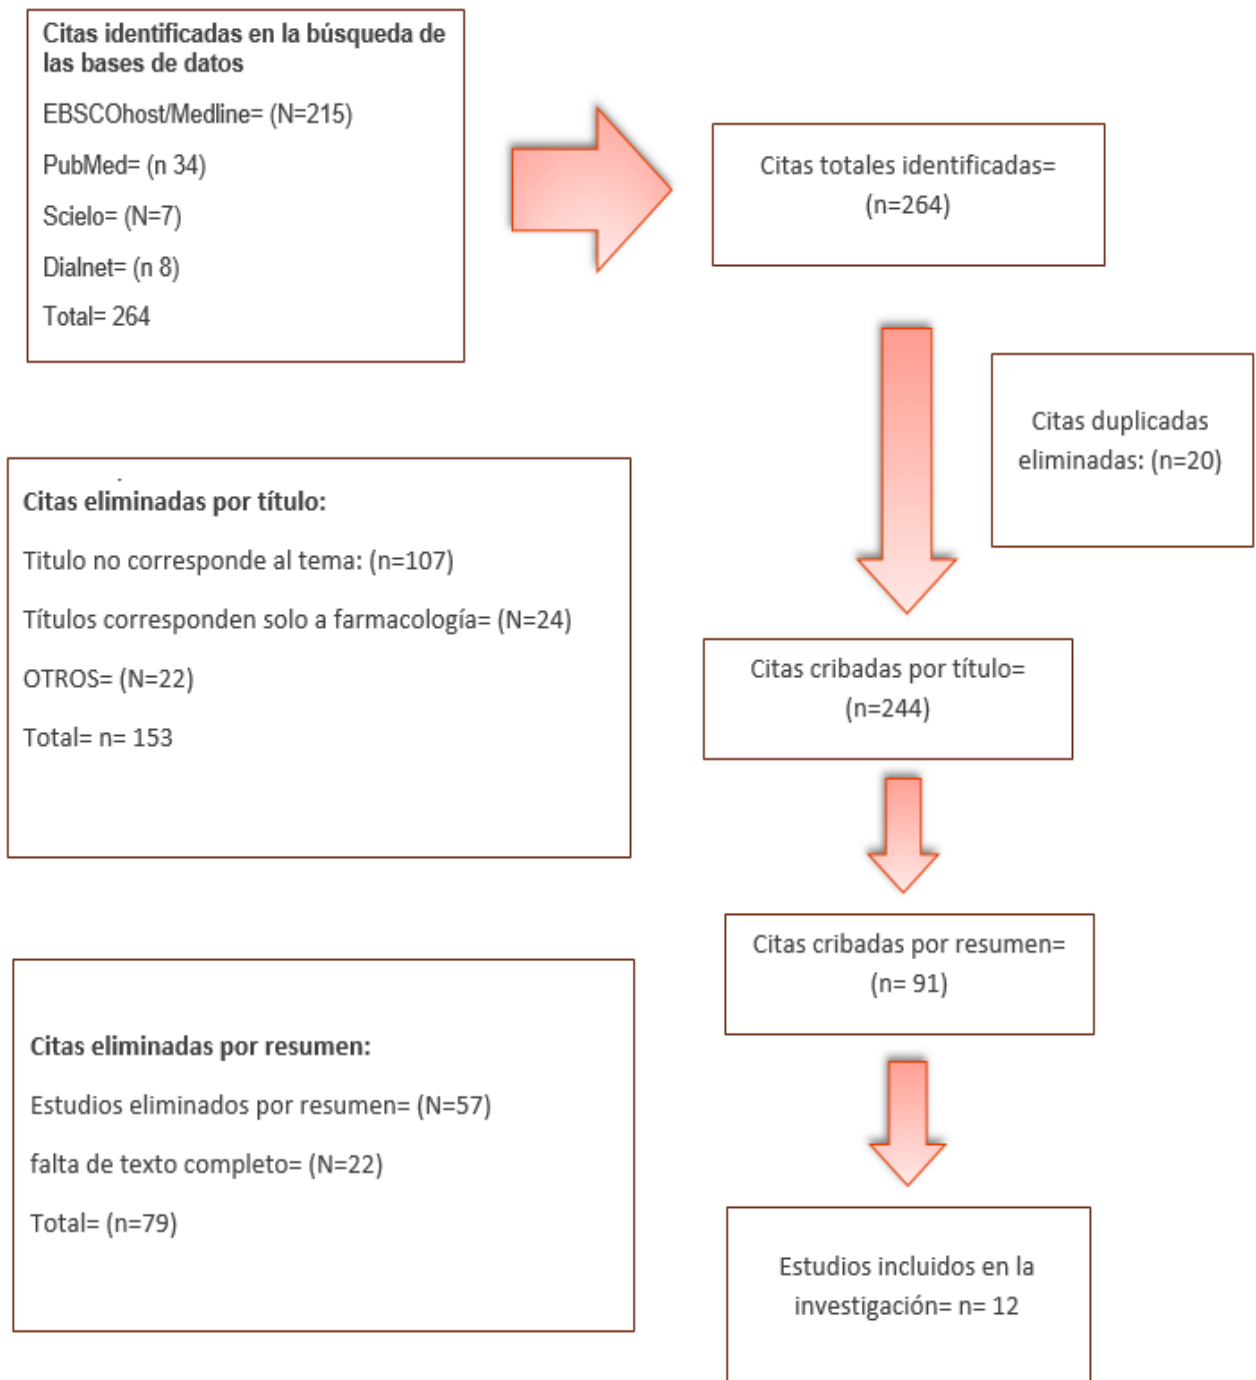 Citas identificadas en la búsqueda de
las bases de datos
EBSCOhost/Medline= (N=215)
PubMed= (n 34)
Scielo= (N=7)
Dialnet= (n 8)
Total= 264
Citas totales identificadas=
(n=264)
Citas duplicadas
eliminadas: (n=20)
Citas eliminadas por título:
Titulo no corresponde al tema: (n=107)
Títulos corresponden solo a farmacología= (N=24)
OTROS= (N=22)
Total= n= 153
Citas cribadas por título=
(n=244)
Citas cribadas por resumen=
(n= 91)
Citas eliminadas por resumen:
Estudios eliminados por resumen= (N=57)
falta de texto completo= (N=22)
Total= (n=79)
Estudios incluidos en la
investigación= n= 12